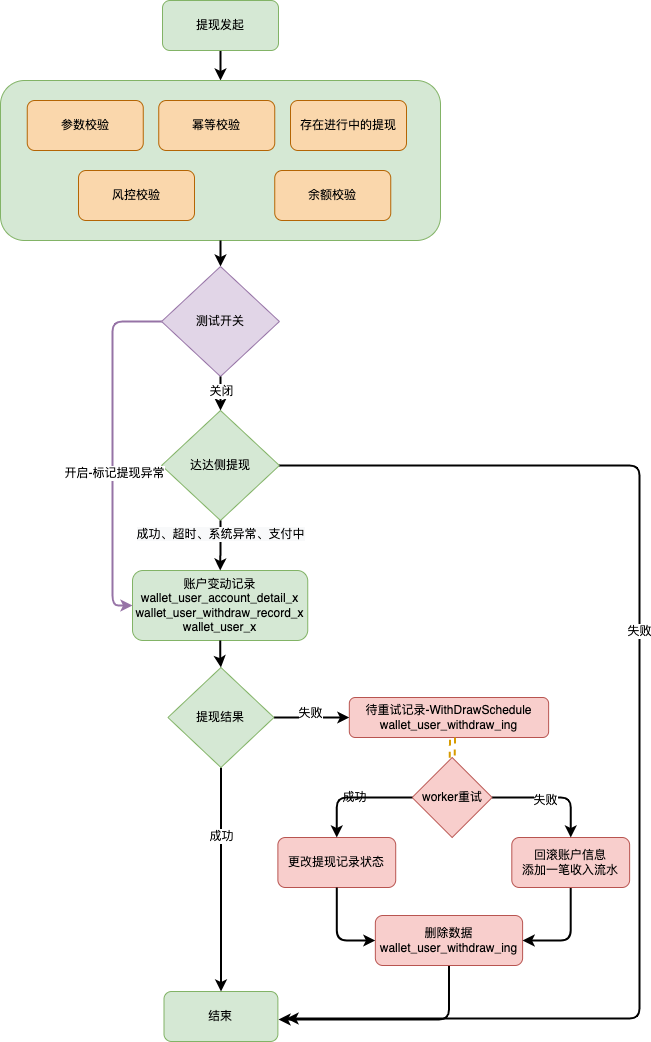 提现发起
参数校验
幂等校验
存在进行中的提现
风控校验
余额校验
测试开关
关闭
达达侧提现
开启-标记提现异常
成功、超时、系统异常、支付中
账户变动记录
wallet_user_account_detail_x
wallet_user_withdraw_record_x
wallet_user_x
失败
提现结果
失败
待重试记录-WithDrawSchedule
wallet_user_withdraw_ing
worker重试
成功
失败
成功
更改提现记录状态
回滚账户信息
添加一笔收入流水
删除数据
wallet_user_withdraw_ing
结束